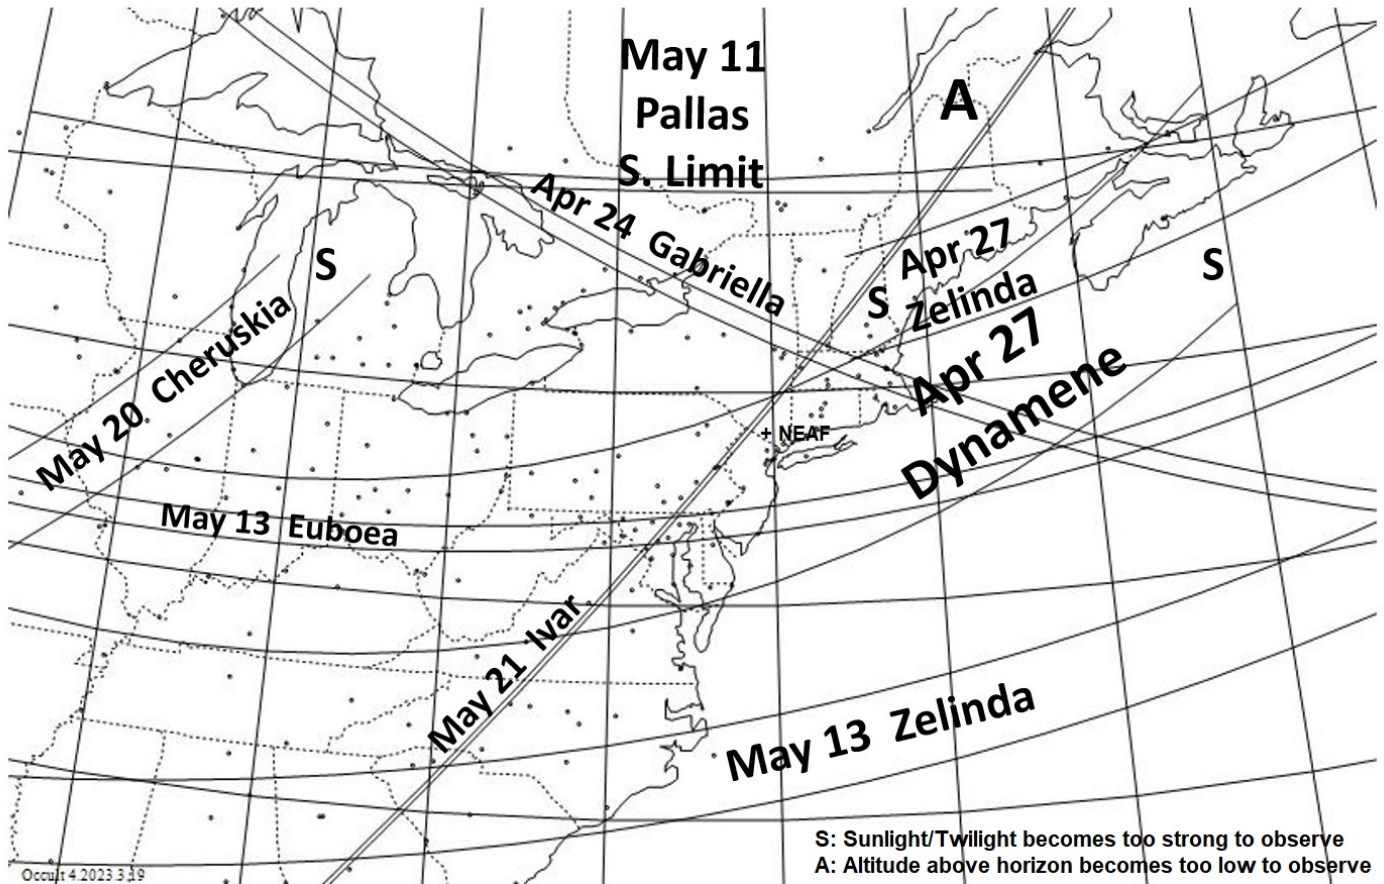 May 11
Pallas
S. Limit
A
Apr 24 Gabriella
S
Apr 27
Zelinda
S
S
May 20 Cheruskia
Apr 27
Dynamene
+ NEAF
May 13 Euboea
May 21 Ivar
May 13 Zelinda
S: Sunlight/Twilight becomes too strong to observe
A: Altitude above horizon becomes too low to observe
Occult 4.2023.3.19